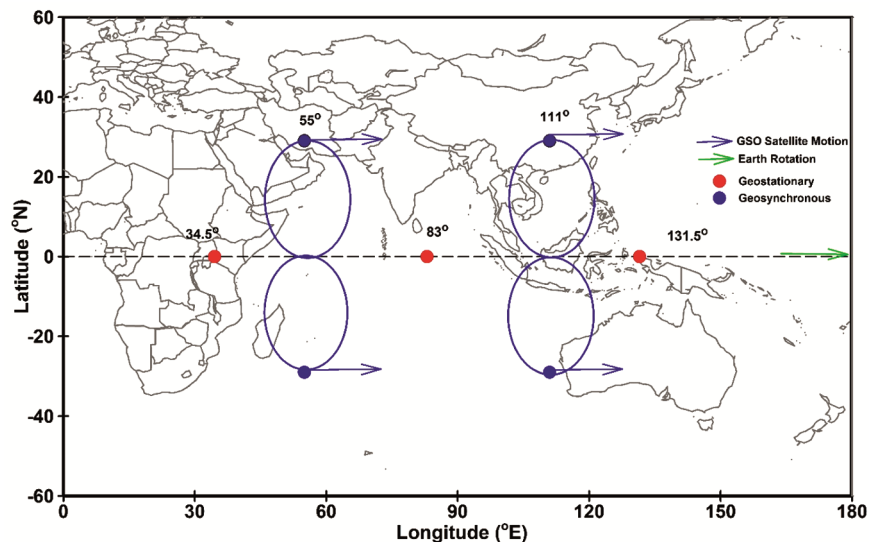 60
40
20
0
-20
-40
-60
Latitude (°N)
55°
111°
34.5°
83°
131.5°
GSO Satellite Motion
Earth Rotation
Geostationary
Geosynchronous
0 30 60 90 120 150 180
Longitude (°E)